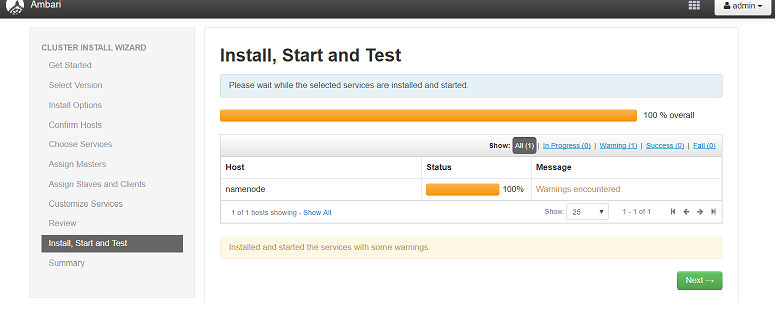 Ambari
admin
CLUSTER INSTALL WIZARD
Get Started
Select Version
Install Options
Confirm Hosts
Choose Services
Assign Masters
Assign Slaves and Clients
Customize Services
Review
Install, Start and Test
Summary
Install, Start and Test
Please wait while the selected services are installed and started.
100 % overall
Show: All (1) | In Progress (0) | Warning (1) | Success (0) | Fail (0)
Host Status Message
namenode 100% Warnings encountered
1 of 1 hosts showing - Show All Show: 25 1 - 1 of 1
Installed and started the services with some warnings.
Next →